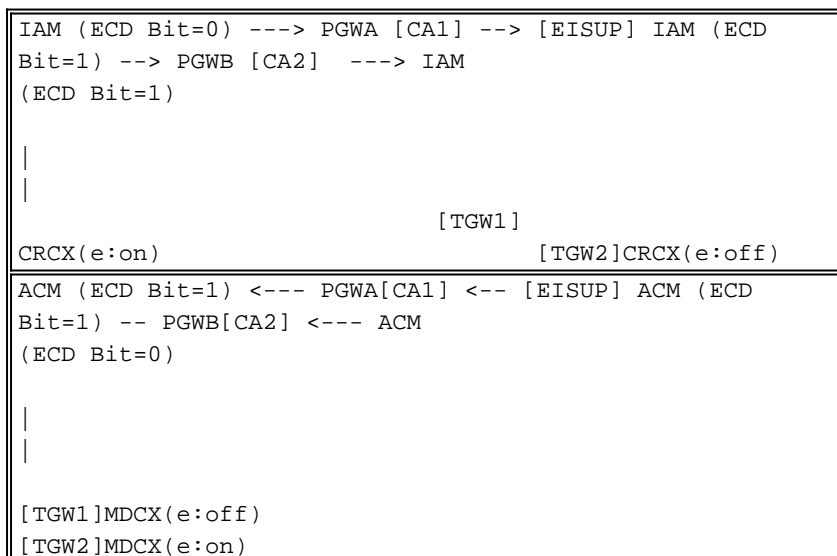 IAM (ECD Bit=0) ---> PGWA [CA1] --> [EISUP] IAM (ECD
Bit=1) --> PGWB [CA2]  ---> IAM
(ECD Bit=1)
|
|
[TGW1]
CRCX(e:on) [TGW2]CRCX(e:off)
ACM (ECD Bit=1) <--- PGWA[CA1] <-- [EISUP] ACM (ECD
Bit=1) -- PGWB[CA2] <--- ACM
(ECD Bit=0)
|
|
[TGW1]MDCX(e:off)
[TGW2]MDCX(e:on)